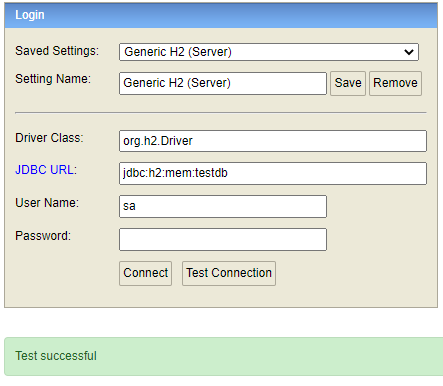 Login
Saved Settings: Generic H2 (Server)
Setting Name: Generic H2 (Server) Save Remove
Driver Class: org.h2.Driver
JDBC URL: jdbc:h2:mem:testdb
User Name: sa
Password:
Connect Test Connection
Test successful